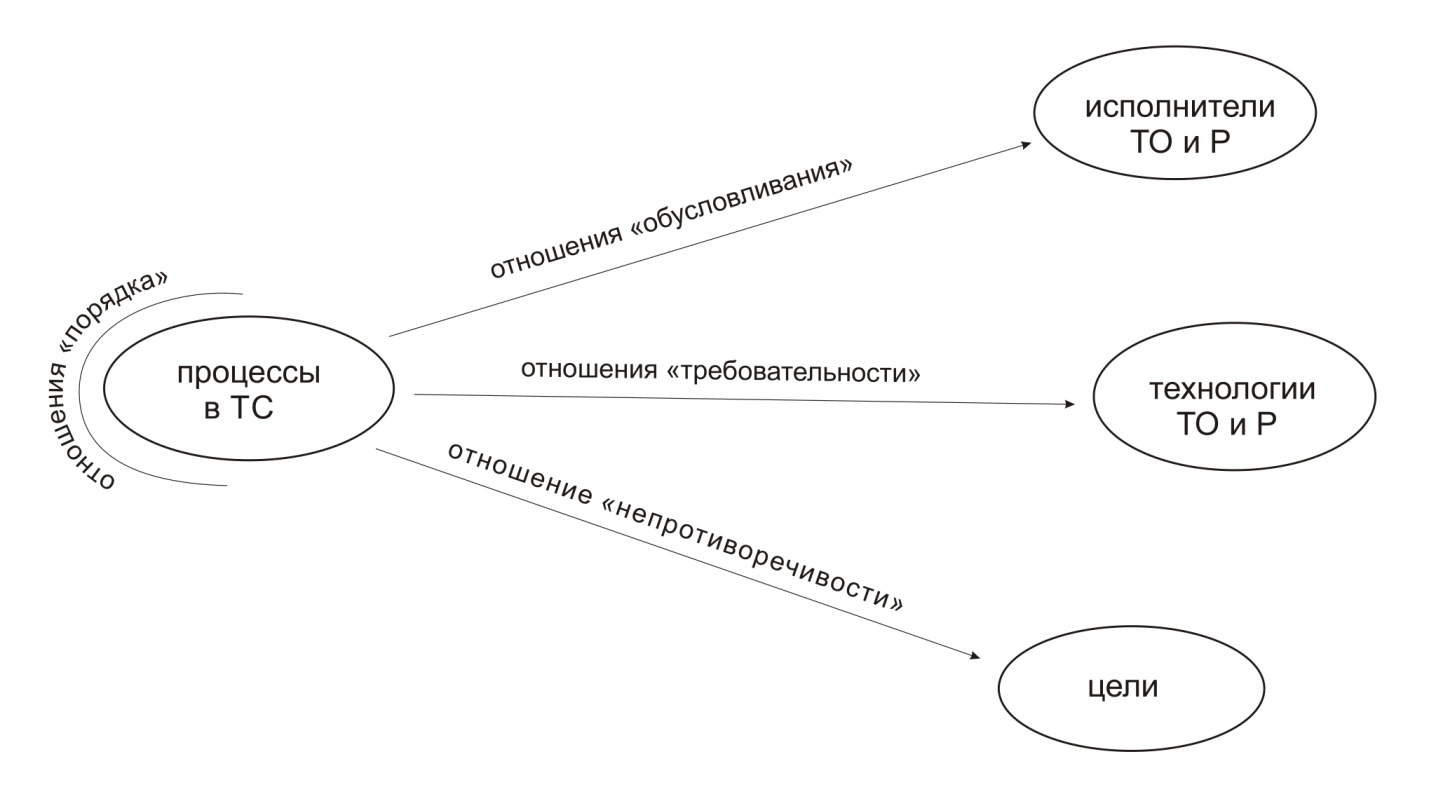 исполнители
ТО и Р
отношения «обусловливания»
отношения «порядка»
процессы
в ТС
отношения «требовательности»
технологии
ТО и Р
отношение «непротиворечивости»
цели